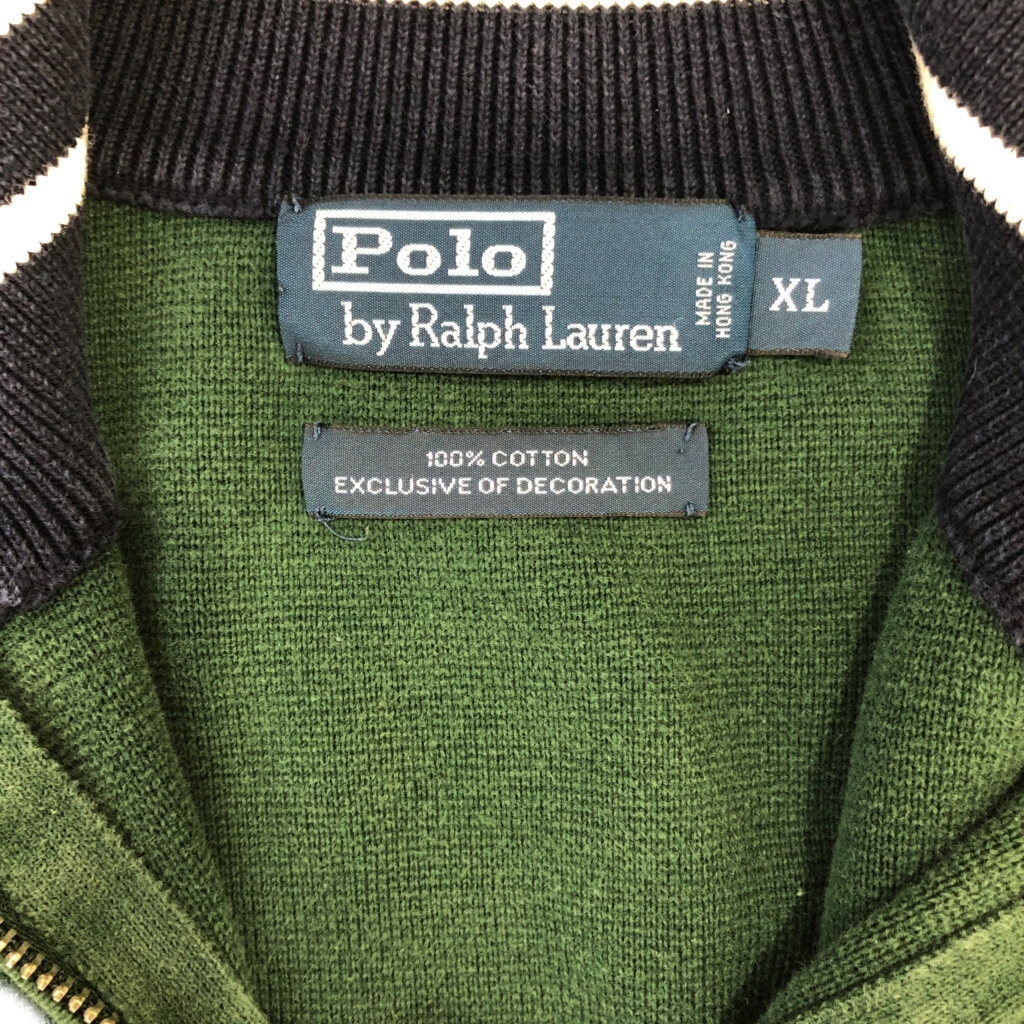 Polo
by Ralph Lauren
MADE IN
HONG KONG
XL
100% COTTON
EXCLUSIVE OF DECORATION